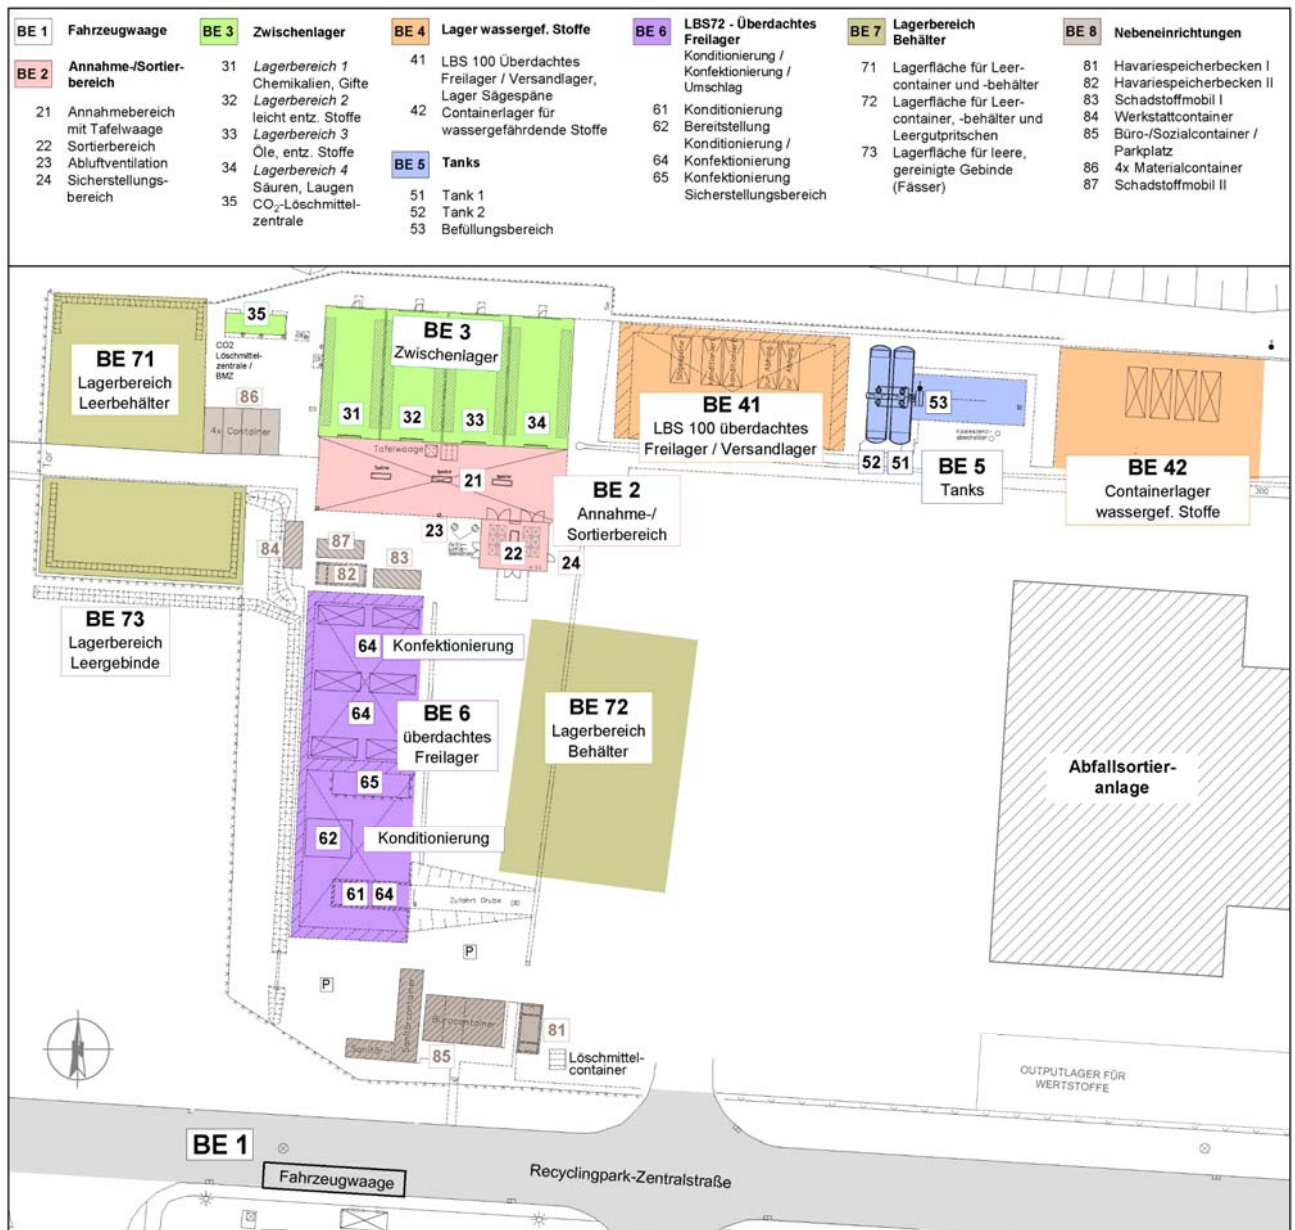 BE 1 Fahrzeugwaage
BE 2 Annahme-/Sortier-
bereich
21 Annahmebereich
mit Tafelwaage
22 Sortierbereich
23 Abluftventilation
24 Sicherstellungs-
bereich
BE 3 Zwischenlager
31 Lagerbereich 1
Chemikalien, Gifte
32 Lagerbereich 2
leicht entz. Stoffe
33 Lagerbereich 3
Öle, entz. Stoffe
34 Lagerbereich 4
Säuren, Laugen
35 CO2-Löschmittel-
zentrale
BE 4 Lager wassergef. Stoffe
41 LBS 100 Überdachtes
Freilager / Versandlager,
Lager Sägespäne
42 Containerlager für
wassergefährdende Stoffe
BE 5 Tanks
51 Tank 1
52 Tank 2
53 Befüllungsbereich
BE 6 LBS72 - Überdachtes
Freilager
Konditionierung /
Konfektionierung /
Umschlag
61 Konditionierung
62 Bereitstellung
Konditionierung /
64 Konfektionierung
65 Konfektionierung
Sicherstellungsbereich
BE 7 Lagerbereich
Behälter
71 Lagerfläche für Leer-
container und -behälter
72 Lagerfläche für Leer-
container, -behälter und
Leergutpritschen
73 Lagerfläche für leere,
gereinigte Gebinde
(Fässer)
BE 8 Nebeneinrichtungen
81 Havariespeicherbecken I
82 Havariespeicherbecken II
83 Schadstoffmobil I
84 Werkstattcontainer
85 Büro-/Sozialcontainer /
Parkplatz
86 4x Materialcontainer
87 Schadstoffmobil II
35
CO2
Löschmittel-
zentrale /
BMZ
BE 71
Lagerbereich
Leerbehälter
86
4x Container
BE 3
Zwischenlager
31
32
33
34
Tafelwaage
21
BE 41
LBS 100 überdachtes
Freilager / Versandlager
53
52
51
BE 5
Tanks
BE 42
Containerlager
wassergef. Stoffe
300
Tor
BE 2
Annahme-/
Sortierbereich
23
22
24
84
87
83
82
BE 73
Lagerbereich
Leergebinde
64
Konfektionierung
64
BE 6
überdachtes
Freilager
65
62
Konditionierung
61
64
Zufahrt Grube
BE 72
Lagerbereich
Behälter
Abfallsortier-
anlage
P
P
Sanitärcontainer
Bürocontainer
Sanitär-
81
85
Löschmittel-
container
OUTPUTLAGER FÜR
WERTSTOFFE
BE 1
Fahrzeugwaage
Recyclingpark-Zentralstraße